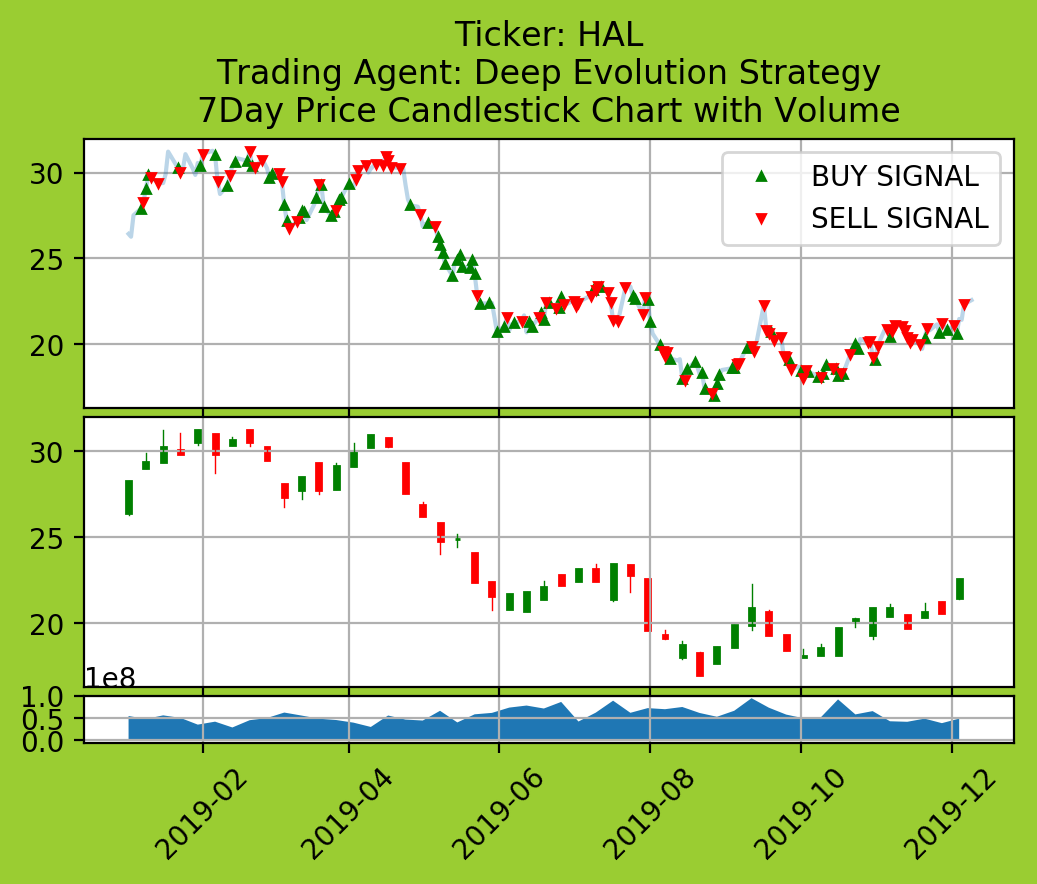 Ticker: HAL
Trading Agent: Deep Evolution Strategy
7Day Price Candlestick Chart with Volume
30
25
20
BUY SIGNAL
SELL SIGNAL
30
25
20
1e8
1.0
0.5
0.0
2019-02
2019-04
2019-06
2019-08
2019-10
2019-12